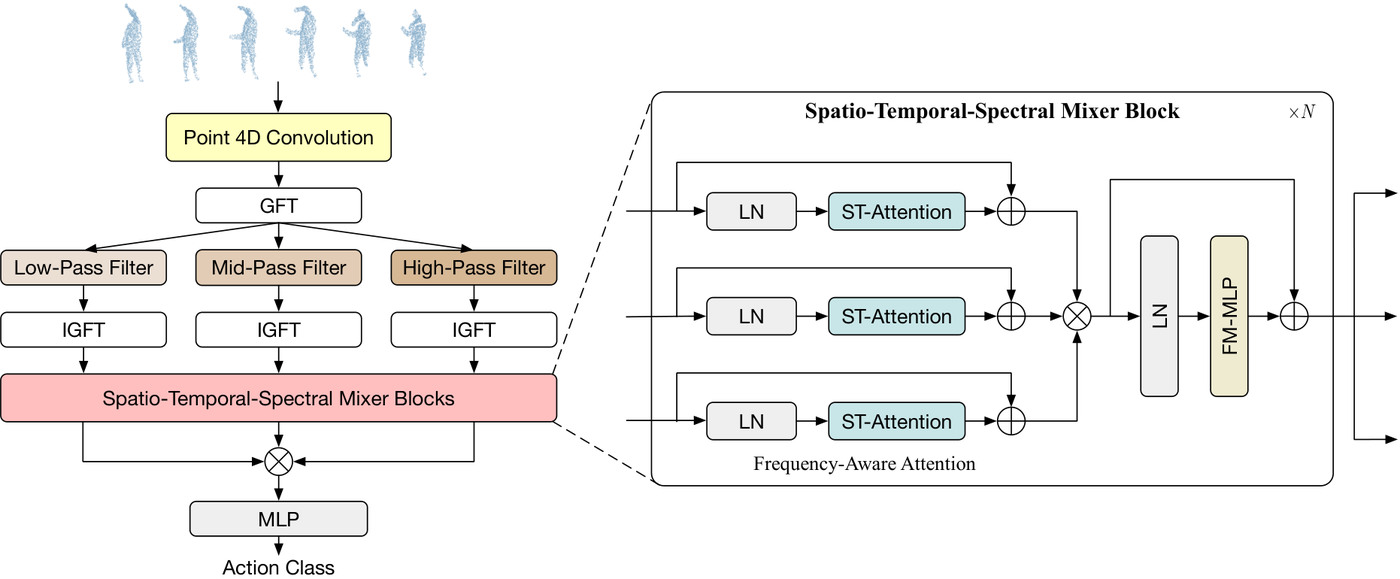 Point 4D Convolution
GFT
Low-Pass Filter
Mid-Pass Filter
High-Pass Filter
IGFT
IGFT
IGFT
Spatio-Temporal-Spectral Mixer Blocks
MLP
Action Class
Spatio-Temporal-Spectral Mixer Block
×N
LN
ST-Attention
LN
ST-Attention
LN
ST-Attention
LN
FM-MLP
Frequency-Aware Attention